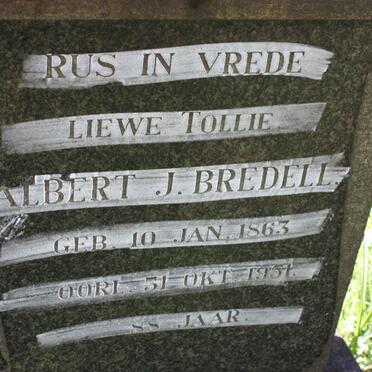 RUS IN VREDE
LIEWE TOLLIE
ALBERT J. BREDELL.
GEB. 10 JAN. 1863
OORL. 31 OKT. 1951.
88 JAAR.